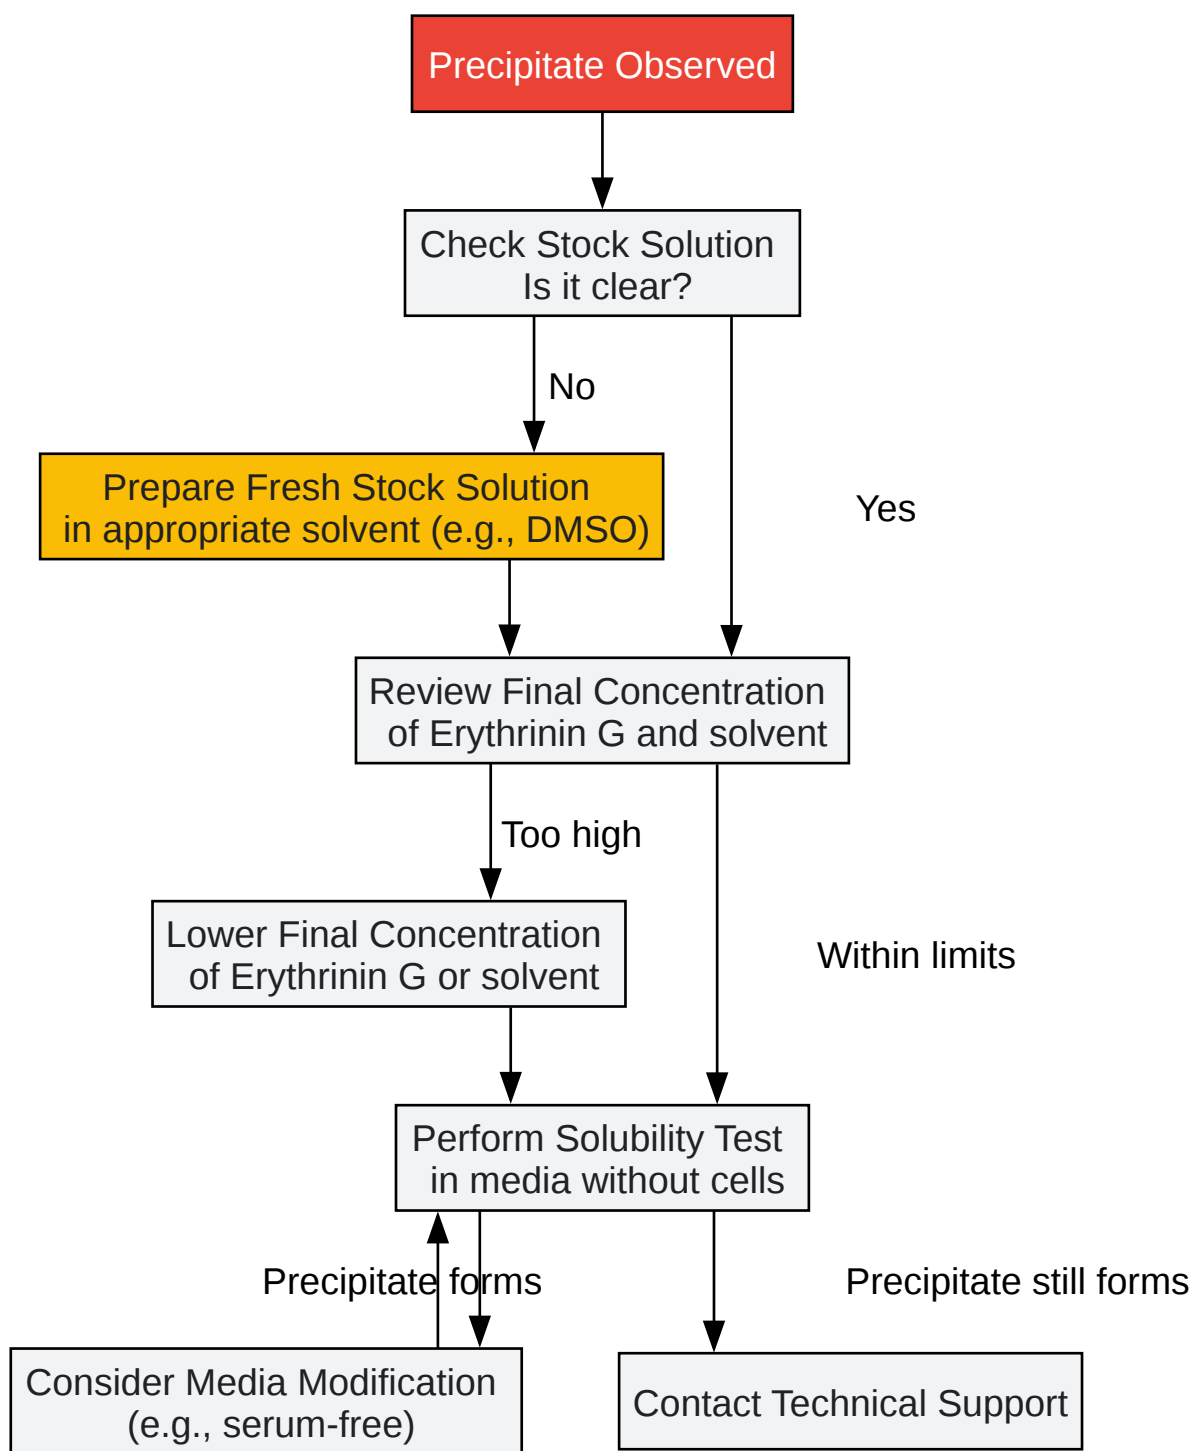 Precipitate Observed
Check Stock Solution
Is it clear?
No
Prepare Fresh Stock Solution
in appropriate solvent (e.g., DMSO)
Yes
Review Final Concentration
of Erythrinin G and solvent
Too high
Lower Final Concentration
of Erythrinin G or solvent
Within limits
Perform Solubility Test
in media without cells
Precipitate forms
Precipitate still forms
Consider Media Modification
(e.g., serum-free)
Contact Technical Support